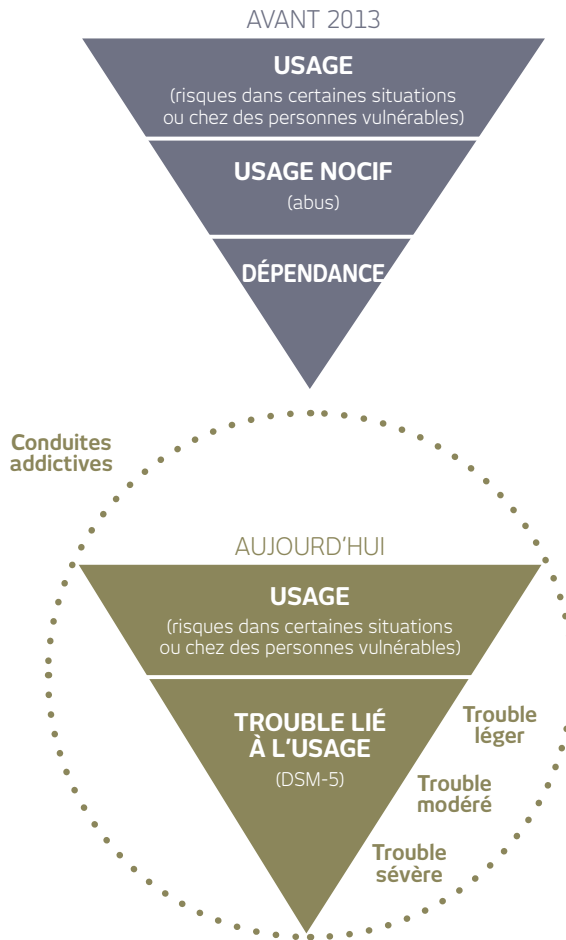 AVANT 2013
USAGE
(risques dans certaines situations
ou chez des personnes vulnérables)
USAGE NOCIF
(abus)
DÉPENDANCE
Conduites
addictives
AUJOURD'HUI
USAGE
(risques dans certaines situations
ou chez des personnes vulnérables)
TROUBLE LIÉ
À L'USAGE
(DSM-5)
Trouble
léger
Trouble
modéré
Trouble
sévère